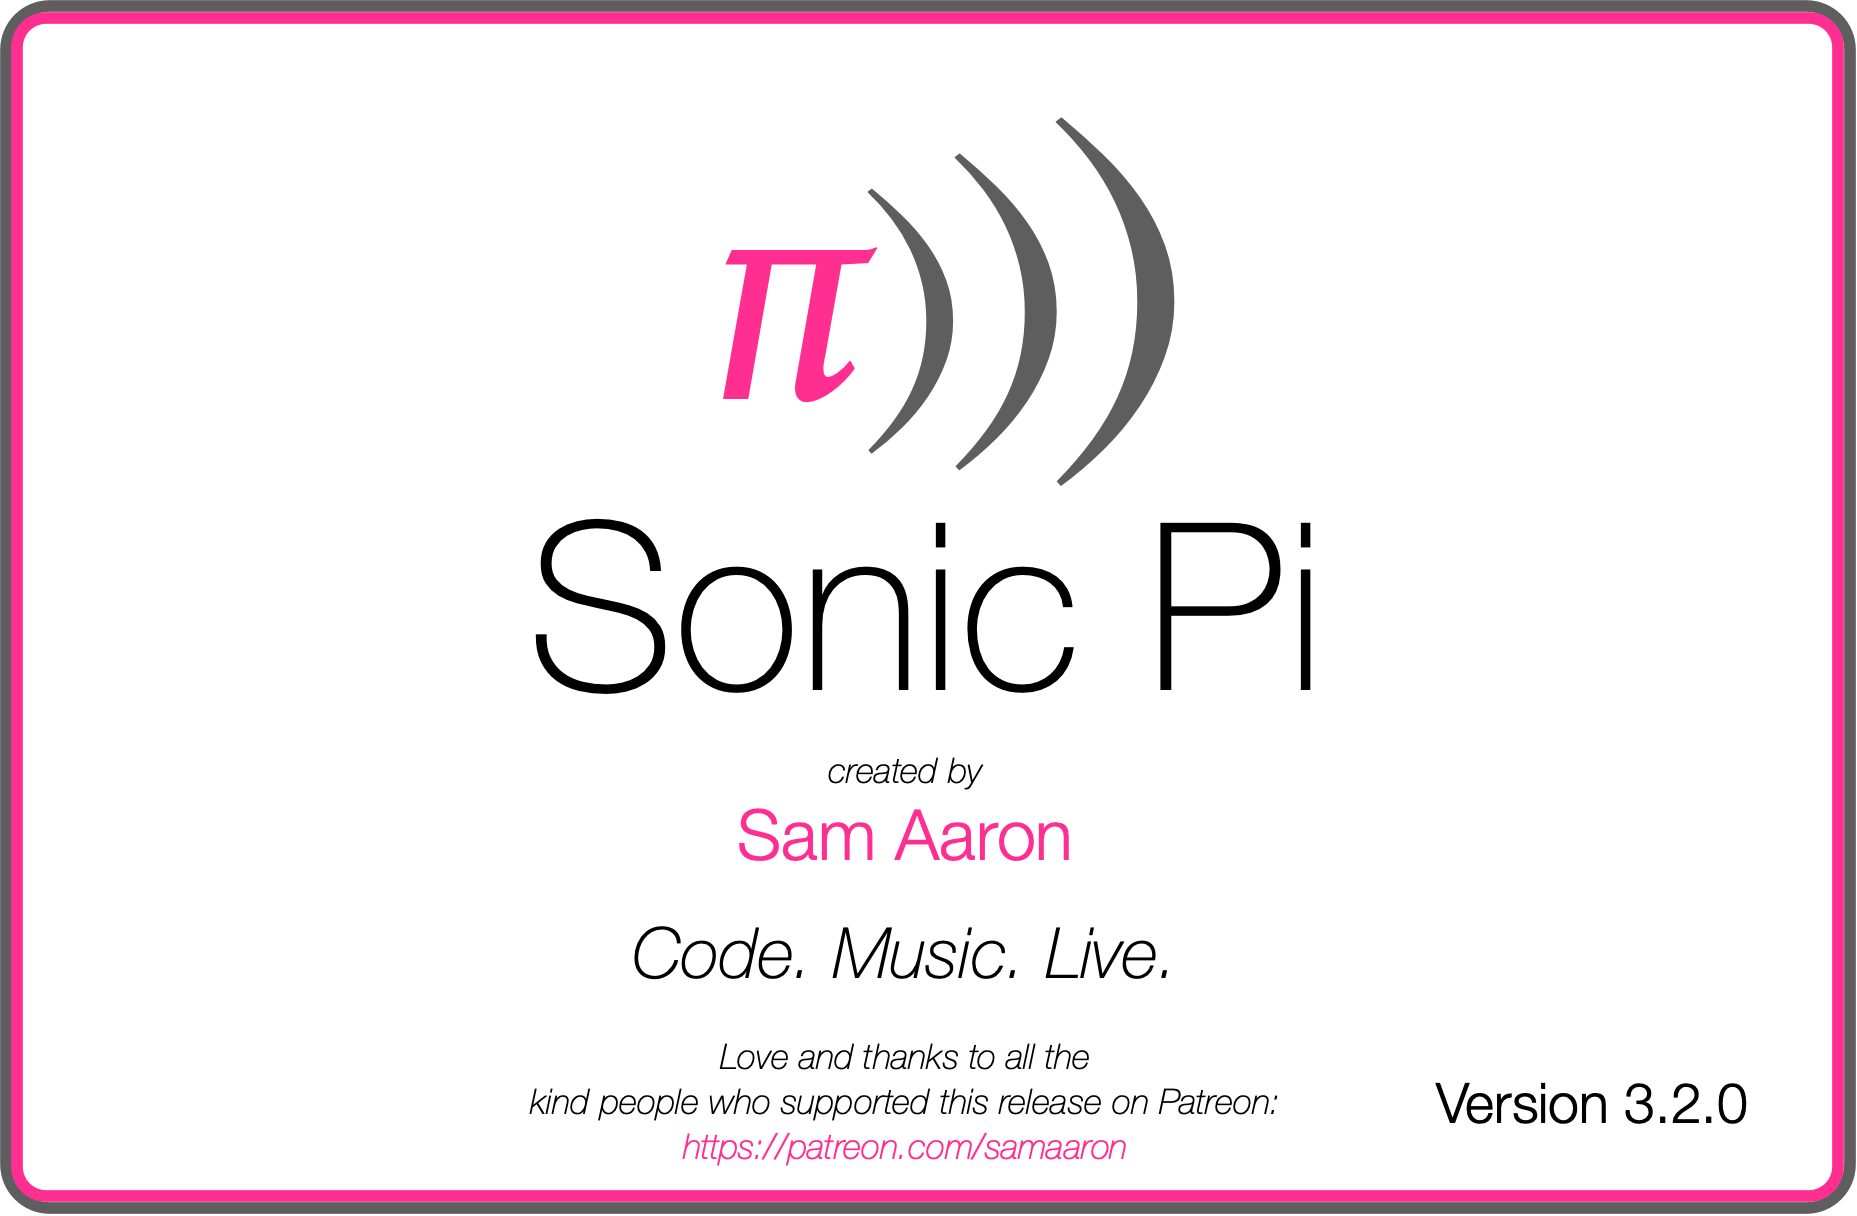 π
Sonic Pi
created by
Sam Aaron
Code. Music. Live.
Love and thanks to all the
kind people who supported this release on Patreon:
https://patreon.com/samaaron
Version 3.2.0